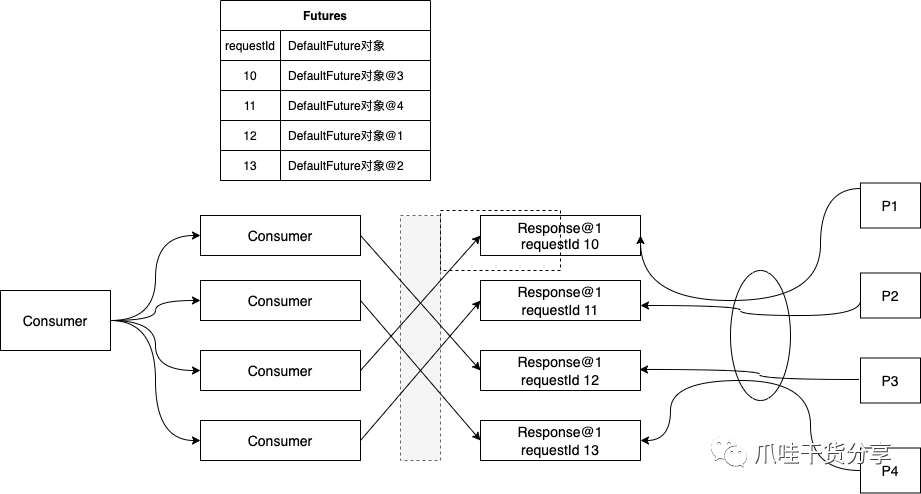 Futures
requestId DefaultFuture对象
10 DefaultFuture对象@3
11 DefaultFuture对象@4
12 DefaultFuture对象@1
13 DefaultFuture对象@2
Consumer
Consumer
Consumer
Consumer
Consumer
Response@1
requestId 10
Response@1
requestId 11
Response@1
requestId 12
Response@1
requestId 13
P1
P2
P3
P4
爪哇干货分享